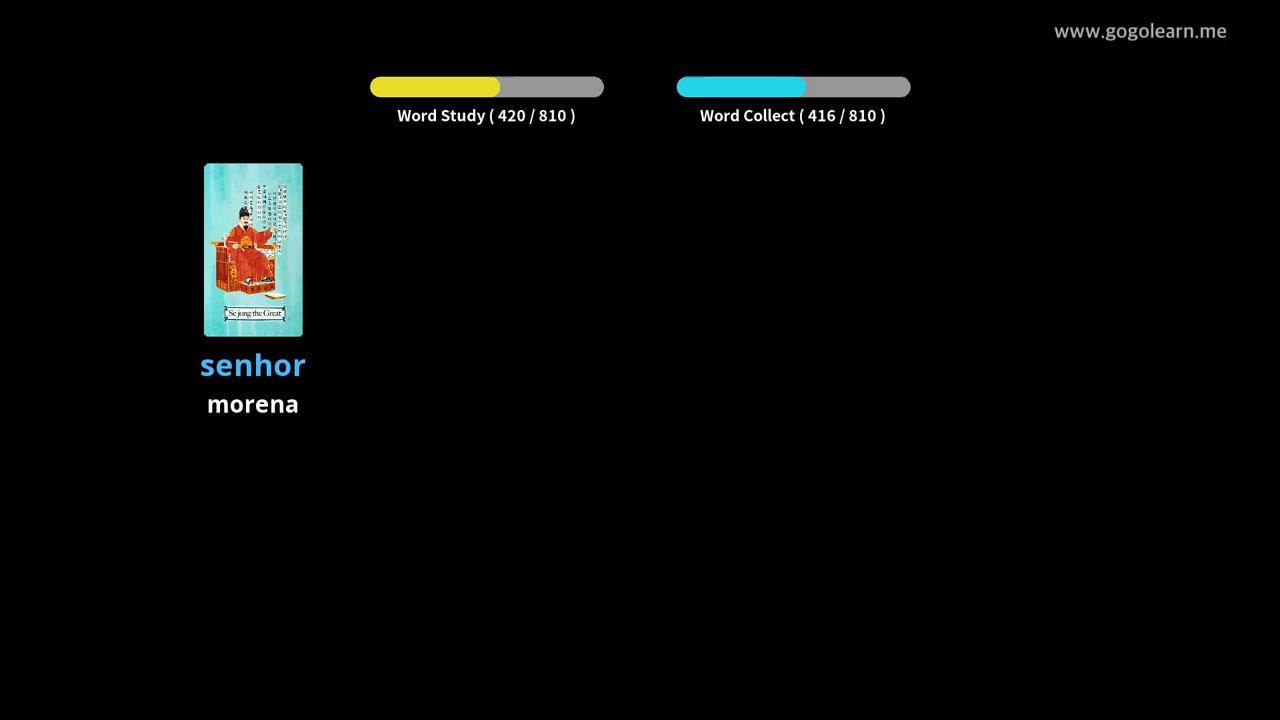 www.gogolearn.me
Word Study ( 420 / 810 )
Word Collect ( 416 / 810 )
Se jong the Great
senhor
morena